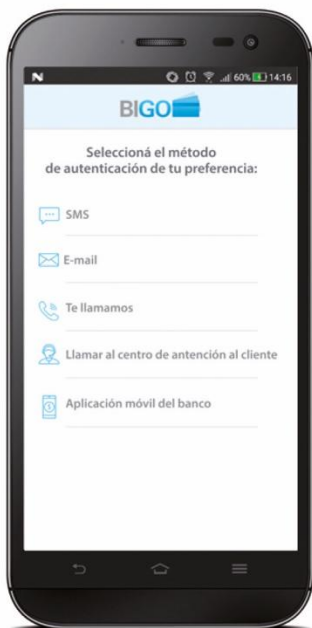 N 60% 14:16
BIGO
Seleccioná el método
de autenticación de tu preferencia:
SMS
E-mail
Te llamamos
Llamar al centro de antención al cliente
Aplicación móvil del banco